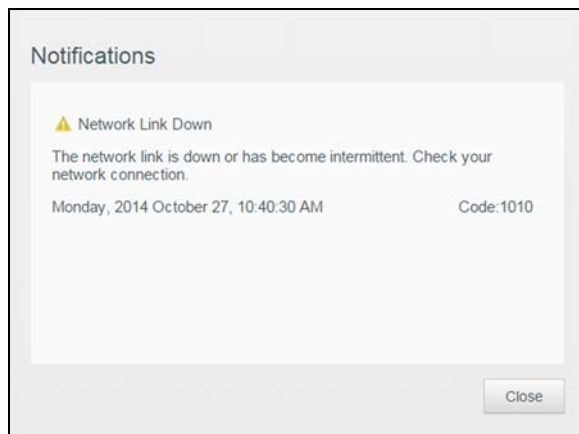 Notifications
Network Link Down
The network link is down or has become intermittent. Check your
network connection.
Monday, 2014 October 27, 10:40:30 AM Code:1010
Close